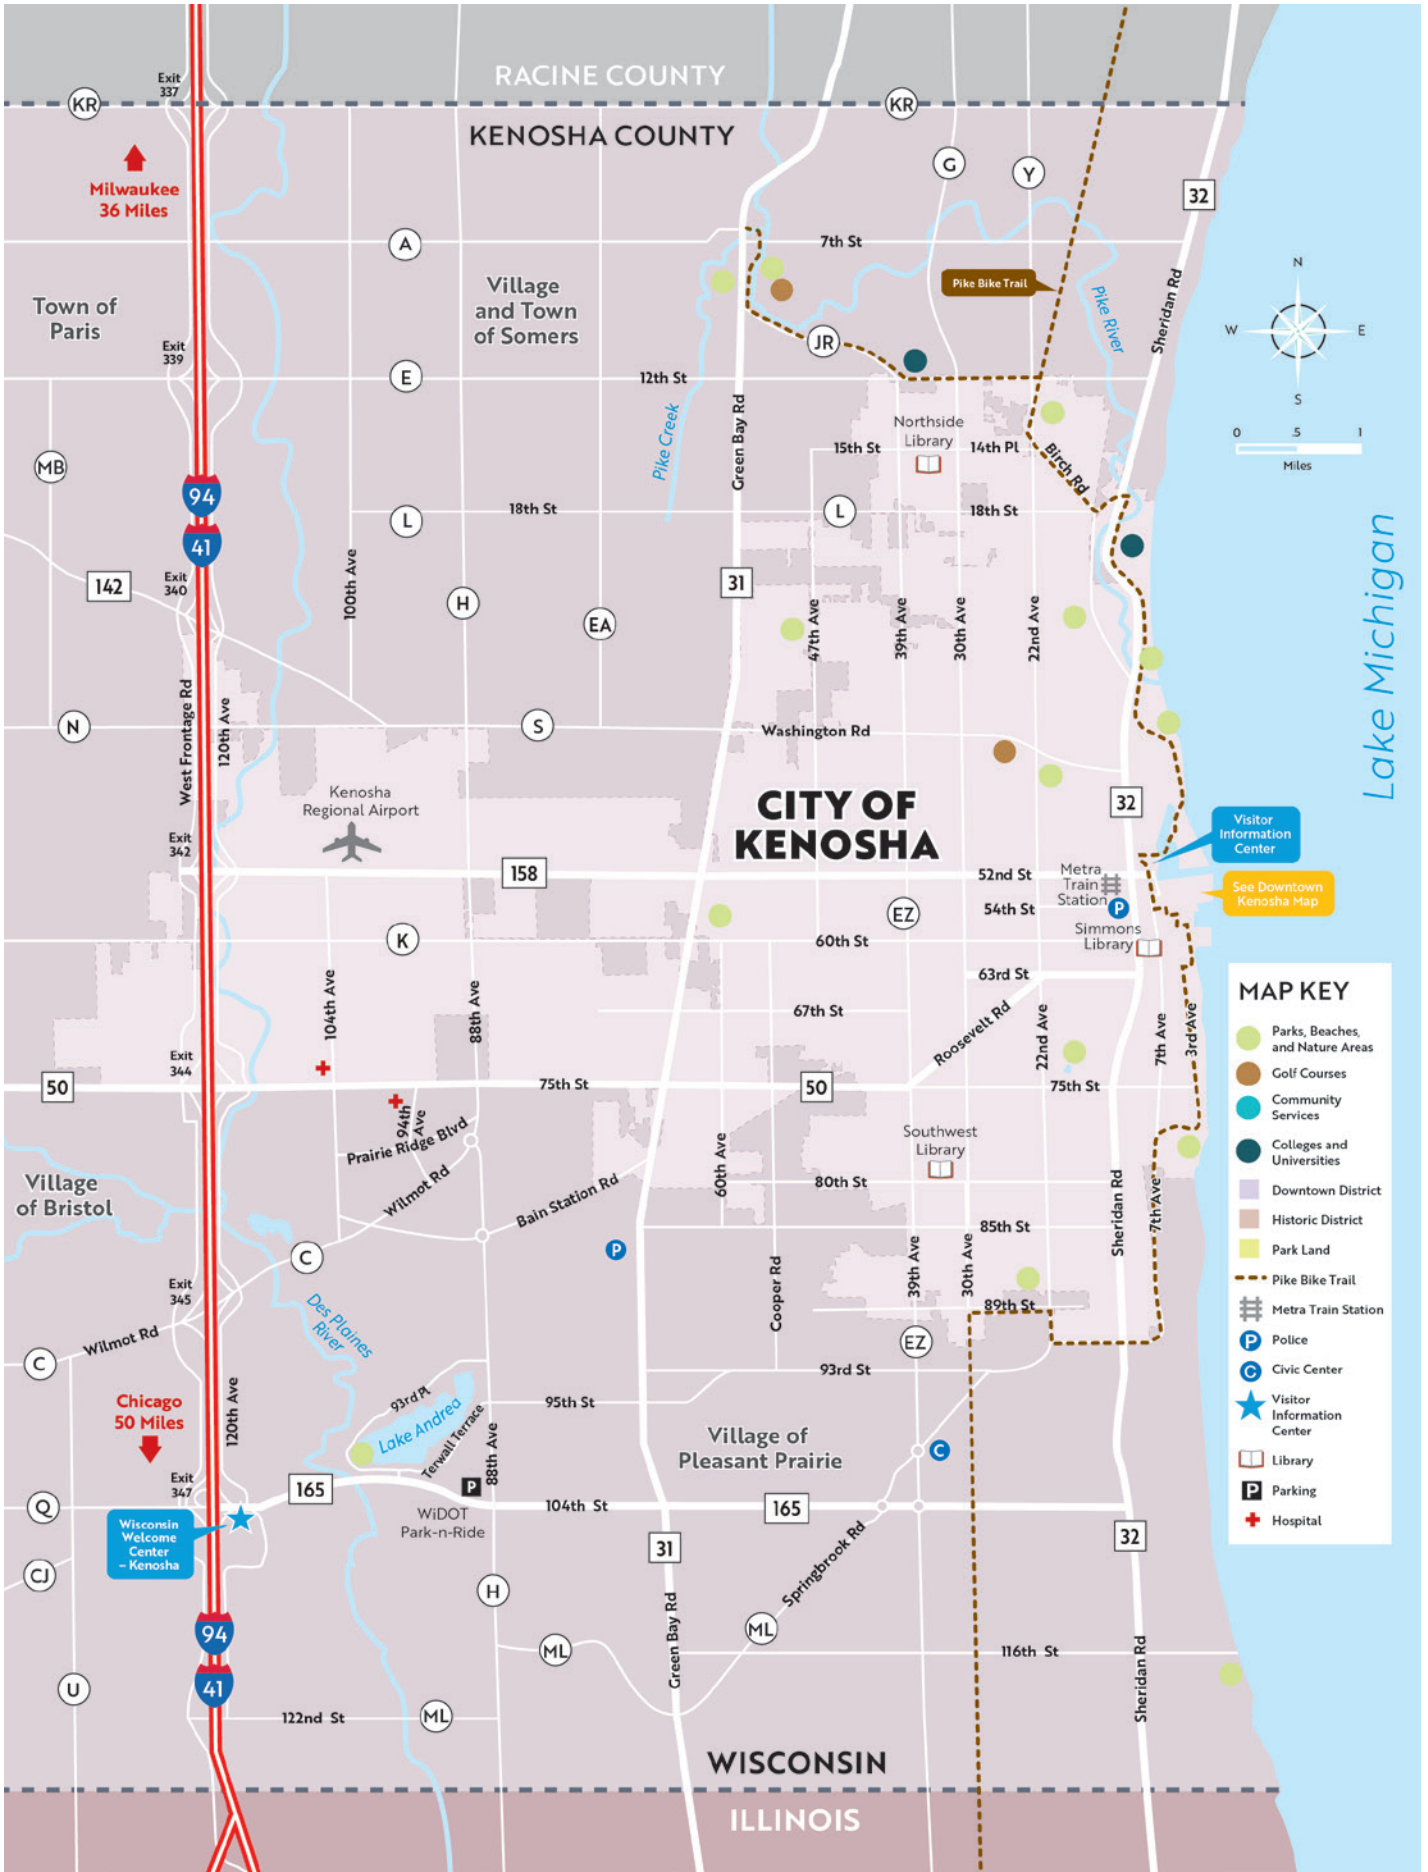 RACINE COUNTY
Exit
337
KR
KR
KENOSHA COUNTY
Milwaukee
36 Miles
G
Y
32
A
7th St
Town of
Paris
Village
and Town
of Somers
Pike Bike Trail
Pike River
Sheridan Rd
N
W
E
S
0
.5
1
Miles
Exit
339
JR
E
12th St
Pike Creek
Green Bay Rd
Northside
Library
15th St
14th Pl
Birch Rd
MB
94
41
L
18th St
L
18th St
142
Exit
340
100th Ave
H
EA
31
47th Ave
39th Ave
30th Ave
22nd Ave
Lake Michigan
West Frontage Rd
120th Ave
N
S
Washington Rd
Kenosha
Regional Airport
CITY OF
KENOSHA
32
Visitor
Information
Center
Exit
342
158
52nd St
Metra
Train
Station
See Downtown
Kenosha Map
54th St
P
EZ
K
60th St
Simmons
Library
63rd St
104th Ave
88th Ave
67th St
Roosevelt Rd
22nd Ave
7th Ave
3rd Ave
Exit
344
50
75th St
50
75th St
94th
Ave
Prairie Ridge Blvd
Wilmot Rd
60th Ave
Southwest
Library
Village
of Bristol
Bain Station Rd
80th St
Sheridan Rd
7th Ave
85th St
C
P
39th Ave
30th Ave
Cooper Rd
Exit
345
Des Plaines
River
89th St
Wilmot Rd
C
EZ
93rd St
Chicago
50 Miles
120th Ave
93rd Pl
Lake Andrea
Terwall Terrace
95th St
88th Ave
Village of
Pleasant Prairie
C
Exit
347
Q
165
P
WiDOT
Park-n-Ride
104th St
165
Wisconsin
Welcome
Center
– Kenosha
31
32
Springbrook Rd
CJ
H
94
41
Green Bay Rd
ML
ML
116th St
Sheridan Rd
U
122nd St
ML
WISCONSIN
ILLINOIS
MAP KEY
Parks, Beaches,
and Nature Areas
Golf Courses
Community
Services
Colleges and
Universities
Downtown District
Historic District
Park Land
Pike Bike Trail
Metra Train Station
P Police
C Civic Center
Visitor
Information
Center
Library
P Parking
Hospital